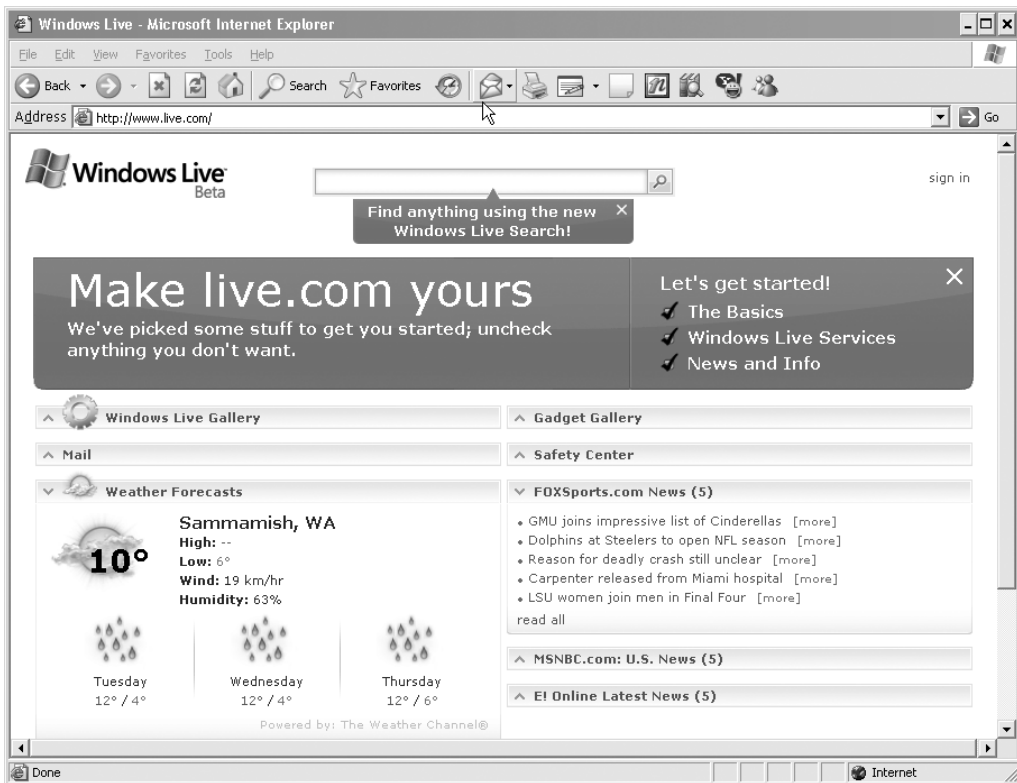 Windows Live - Microsoft Internet Explorer
File Edit View Favorites Tools Help
Back Search Favorites
Address http://www.live.com/ Go
Windows Live
Beta
sign in
Find anything using the new
Windows Live Search!
Make live.com yours
We've picked some stuff to get you started; uncheck
anything you don't want.
Let's get started!
The Basics
Windows Live Services
News and Info
Windows Live Gallery
Mail
Weather Forecasts
10°
Sammamish, WA
High: --
Low: 6°
Wind: 19 km/hr
Humidity: 63%
Tuesday Wednesday Thursday
12° / 4° 12° / 4° 12° / 6°
Powered by: The Weather Channel®
Gadget Gallery
Safety Center
FOXSports.com News (5)
• GMU joins impressive list of Cinderellas [more]
• Dolphins at Steelers to open NFL season [more]
• Reason for deadly crash still unclear [more]
• Carpenter released from Miami hospital [more]
• LSU women join men in Final Four [more]
read all
MSNBC.com: U.S. News (5)
E! Online Latest News (5)
Done Internet